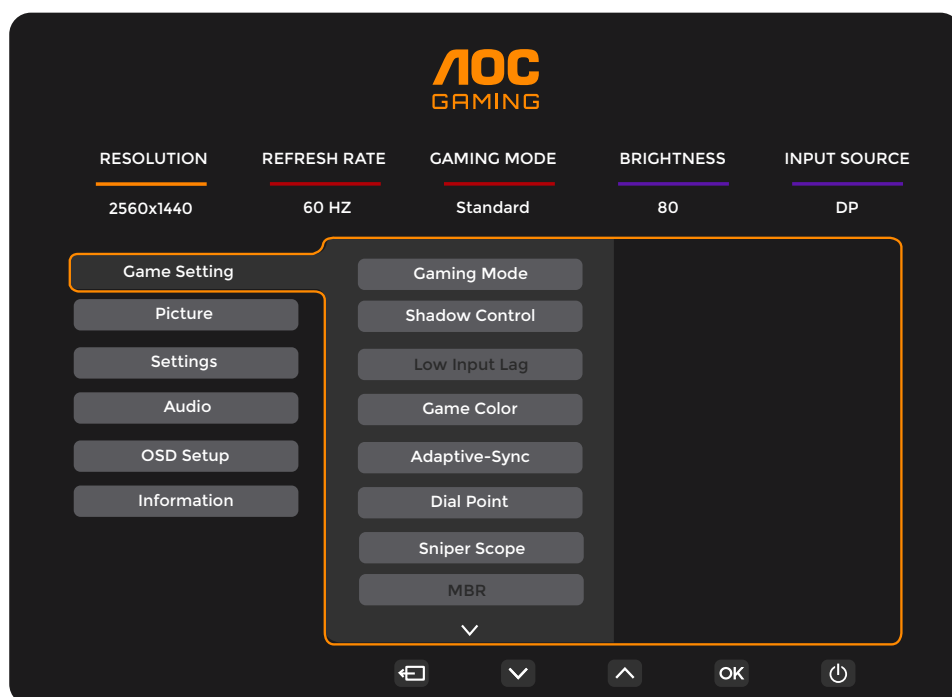 AOC
GAMING
RESOLUTION REFRESH RATE GAMING MODE BRIGHTNESS INPUT SOURCE
2560x1440 60 HZ Standard 80 DP
Game Setting
Picture
Settings
Audio
OSD Setup
Information
Gaming Mode
Shadow Control
Low Input Lag
Game Color
Adaptive-Sync
Dial Point
Sniper Scope
MBR
OK